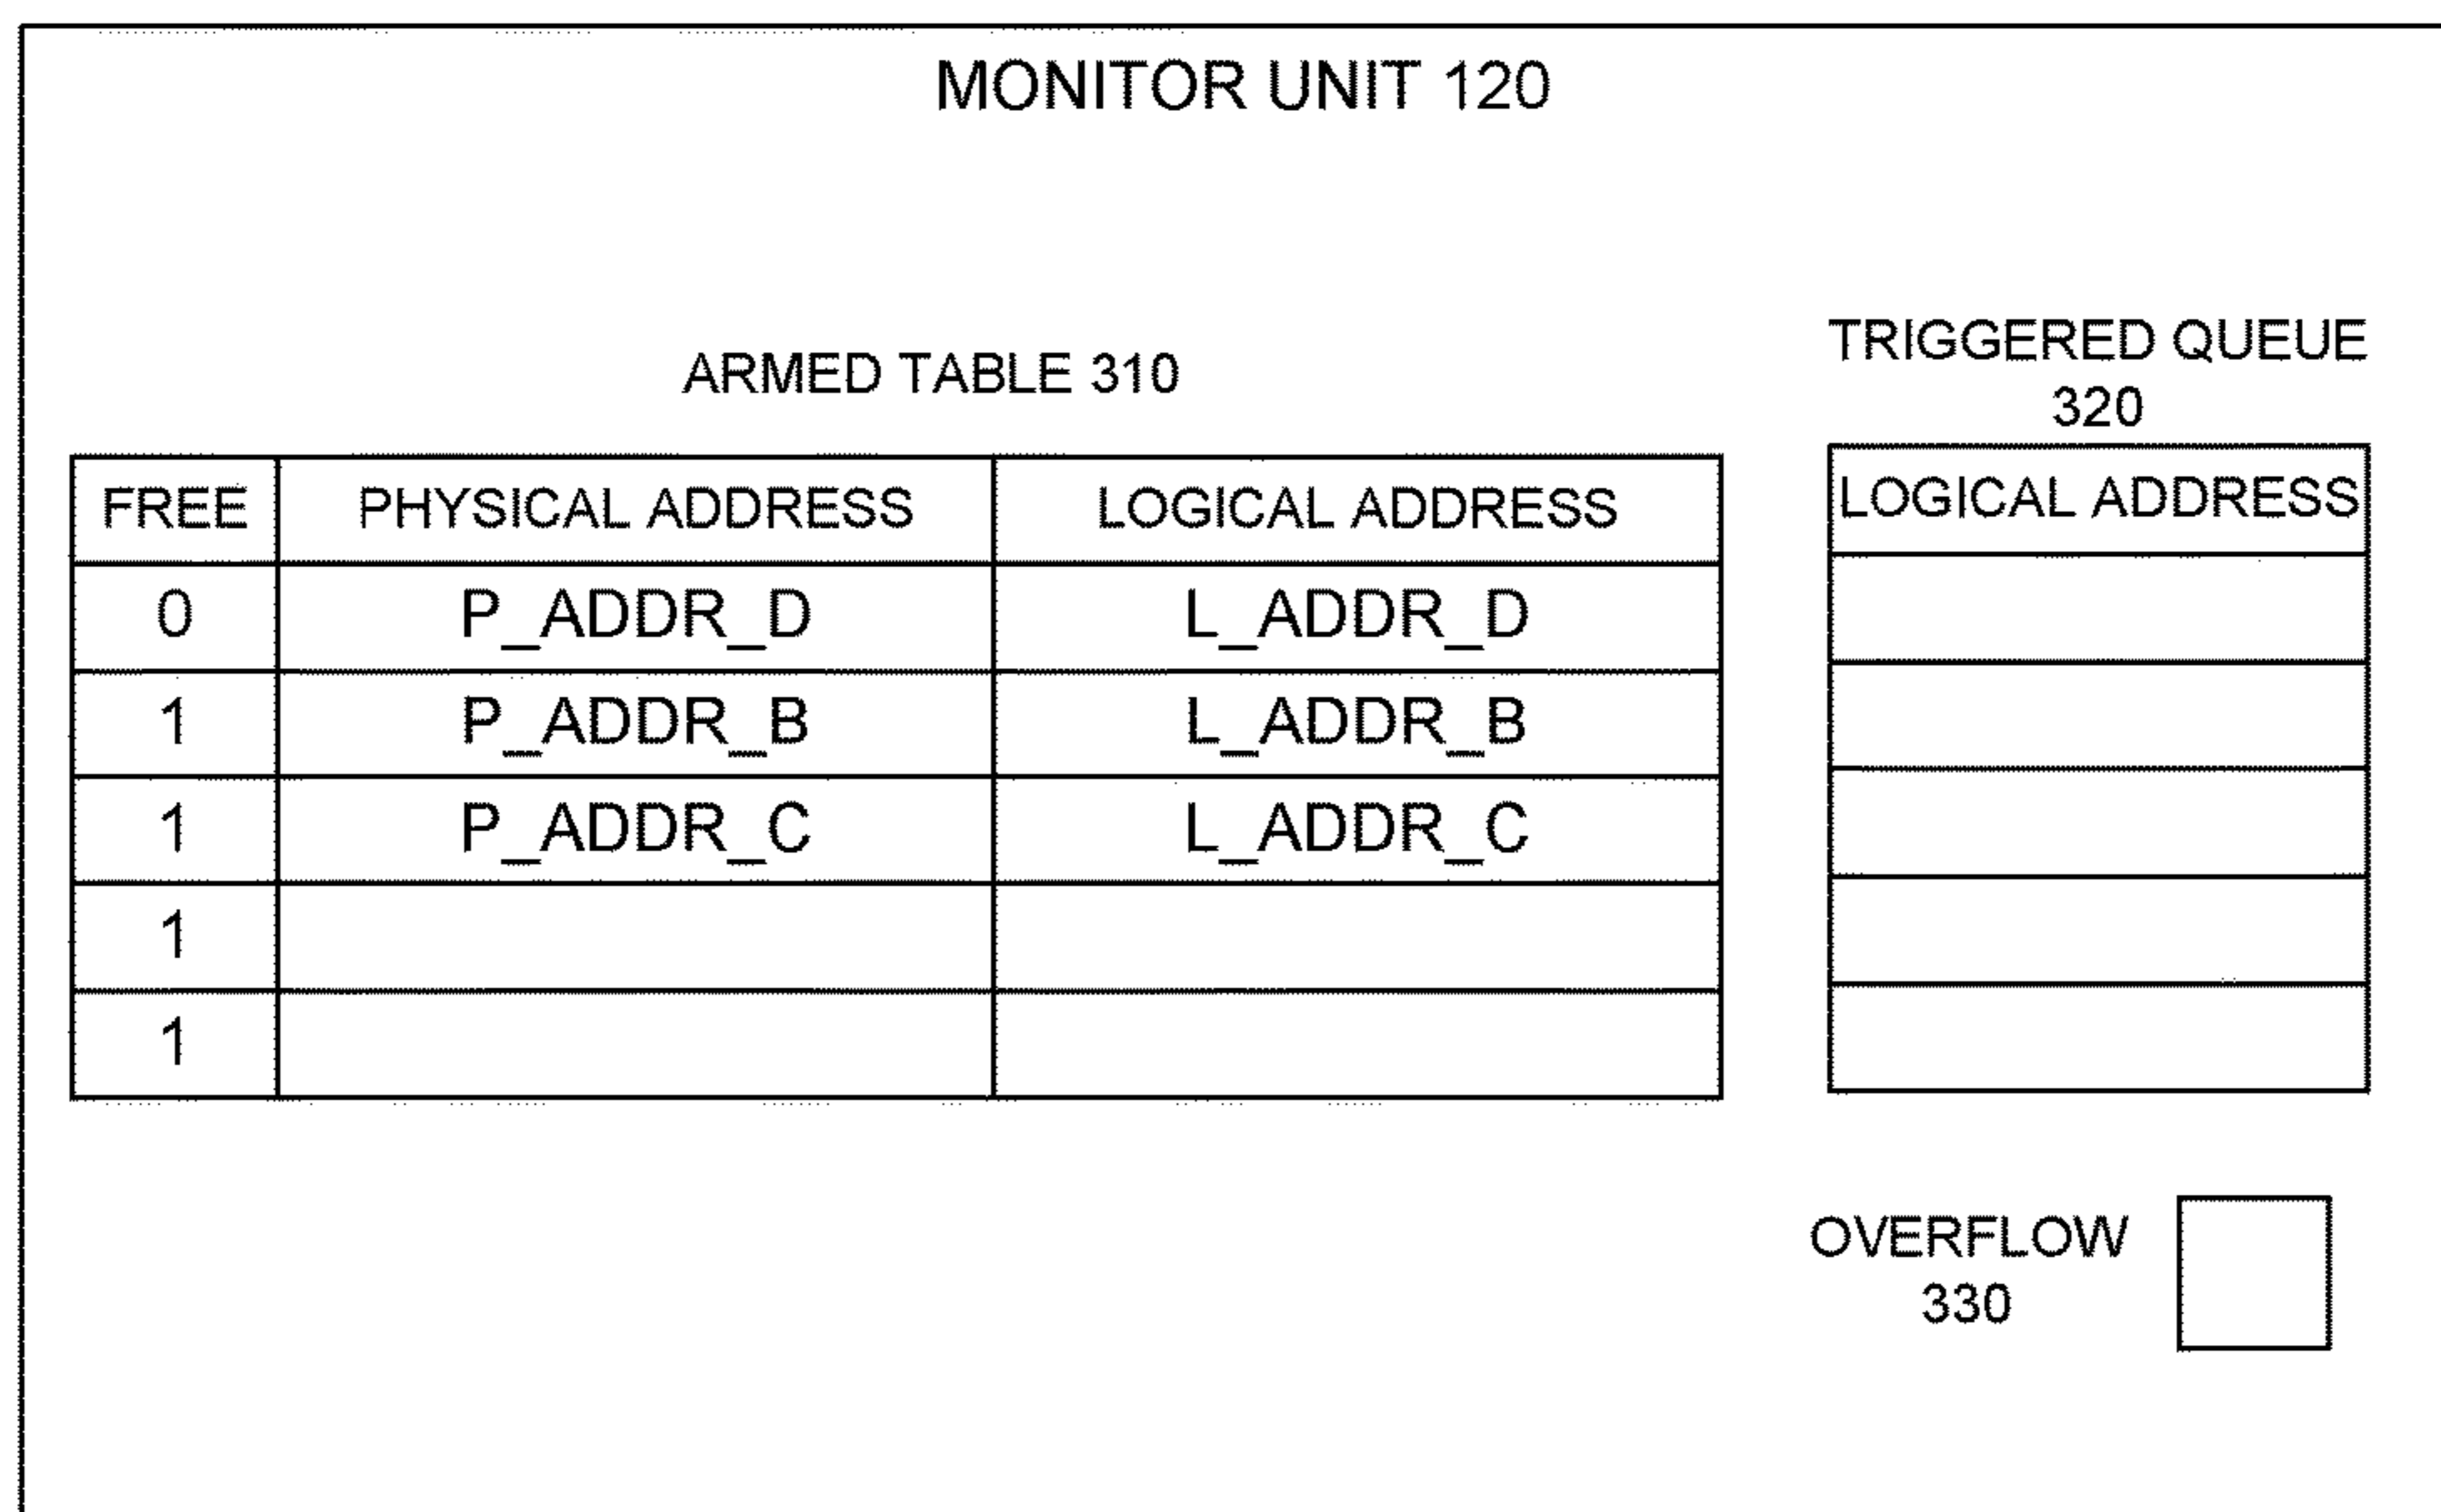 MONITOR UNIT 120
ARMED TABLE 310
FREE PHYSICAL ADDRESS LOGICAL ADDRESS
0 P_ADDR_D L_ADDR_D
1 P_ADDR_B L_ADDR_B
1 P_ADDR_C L_ADDR_C
1
1
TRIGGERED QUEUE
320
LOGICAL ADDRESS
OVERFLOW
330